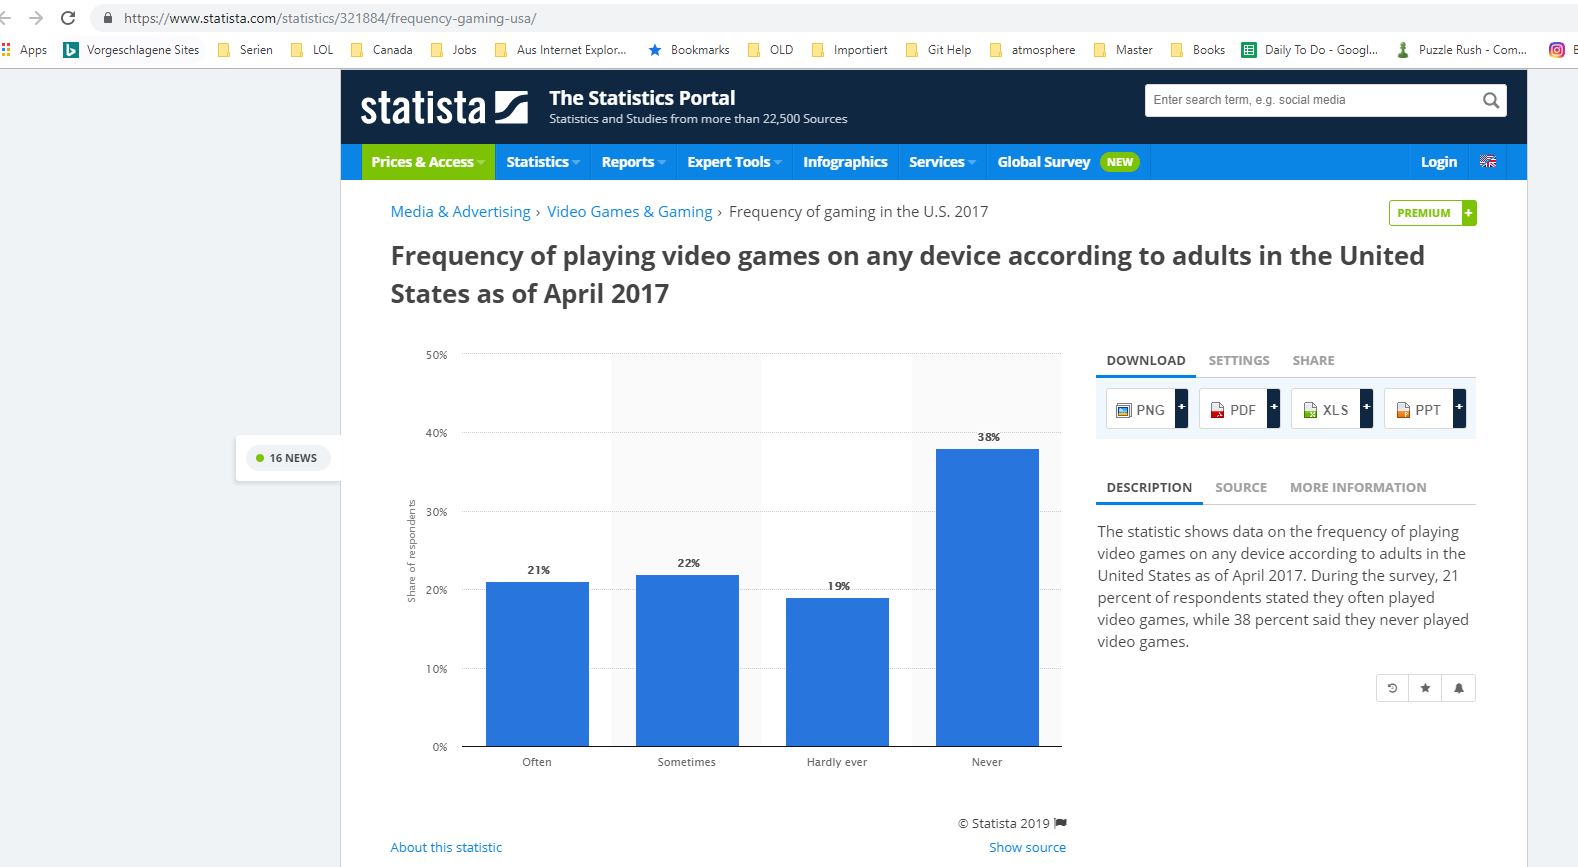 https://www.statista.com/statistics/321884/frequency-gaming-usa/
Apps Vorgeschlagene Sites Serien LOL Canada Jobs Aus Internet Explor... Bookmarks OLD Importiert Git Help atmosphere Master Books Daily To Do - Googl... Puzzle Rush - Com...
statista
The Statistics Portal
Statistics and Studies from more than 22,500 Sources
Enter search term, e.g. social media
Prices & Access Statistics Reports Expert Tools Infographics Services Global Survey NEW Login
Media & Advertising › Video Games & Gaming › Frequency of gaming in the U.S. 2017
PREMIUM +
Frequency of playing video games on any device according to adults in the United
States as of April 2017
16 NEWS
Share of respondents
50%
40%
30%
20%
10%
0%
21%
22%
19%
38%
Often Sometimes Hardly ever Never
© Statista 2019
About this statistic
Show source
DOWNLOAD SETTINGS SHARE
PNG + PDF + XLS + PPT +
DESCRIPTION SOURCE MORE INFORMATION
The statistic shows data on the frequency of playing
video games on any device according to adults in the
United States as of April 2017. During the survey, 21
percent of respondents stated they often played
video games, while 38 percent said they never played
video games.